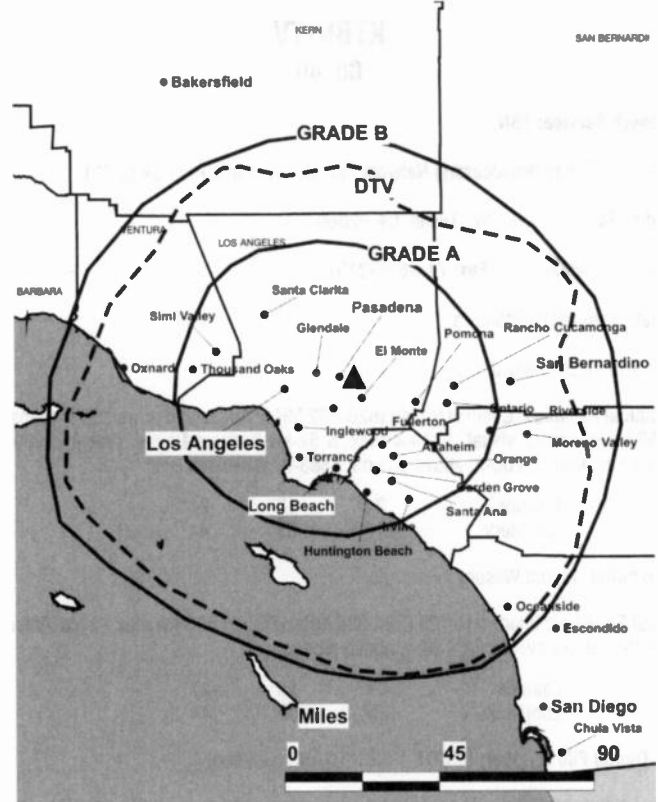 KERN
SAN BERNARDI
Bakersfield
GRADE B
DTV
VENTURA
LOS ANGELES
GRADE A
BARBARA
Santa Clarita
Pasadena
Simi Valley
Glendale
Pomona
Rancho Cucamonga
El Monte
San Bernardino
Oxnard
Thousand Oaks
Ontario
Riverside
Fullerton
Inglewood
Los Angeles
Anaheim
Moreno Valley
Torrance
Orange
Garden Grove
Long Beach
Santa Ana
Irvine
Huntington Beach
Oceanside
Escondido
San Diego
Miles
Chula Vista
0 45 90